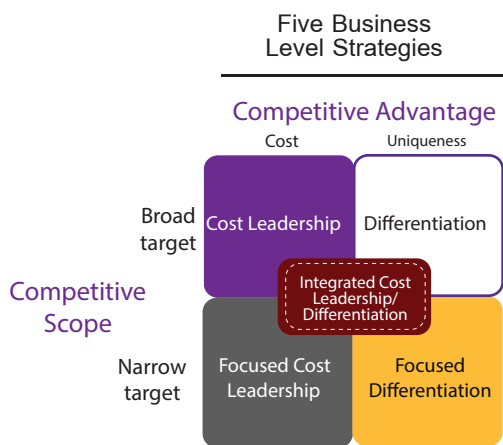 Five Business
Level Strategies
Competitive Advantage
Cost
Uniqueness
Broad
target
Cost Leadership
Differentiation
Integrated Cost
Leadership/
Differentiation
Competitive
Scope
Narrow
target
Focused Cost
Leadership
Focused
Differentiation